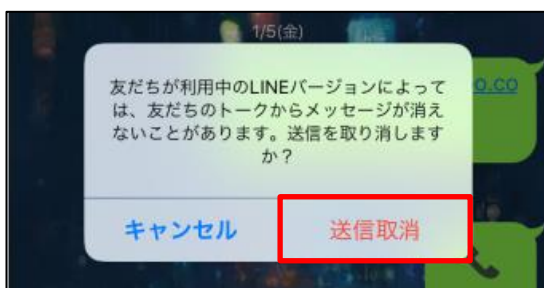 1/5(金)
友だちが利用中のLINEバージョンによって
は、友だちのトークからメッセージが消え
ないことがあります。送信を取り消します
か？
o.co
キャンセル
送信取消